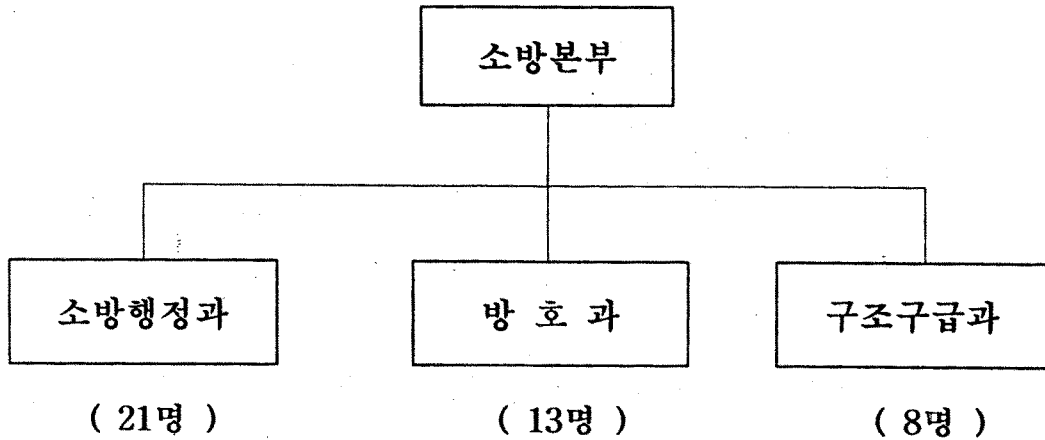 소방본부
소방행정과 방 호 과 구조구급과
( 21명 ) ( 13명 ) ( 8명 )